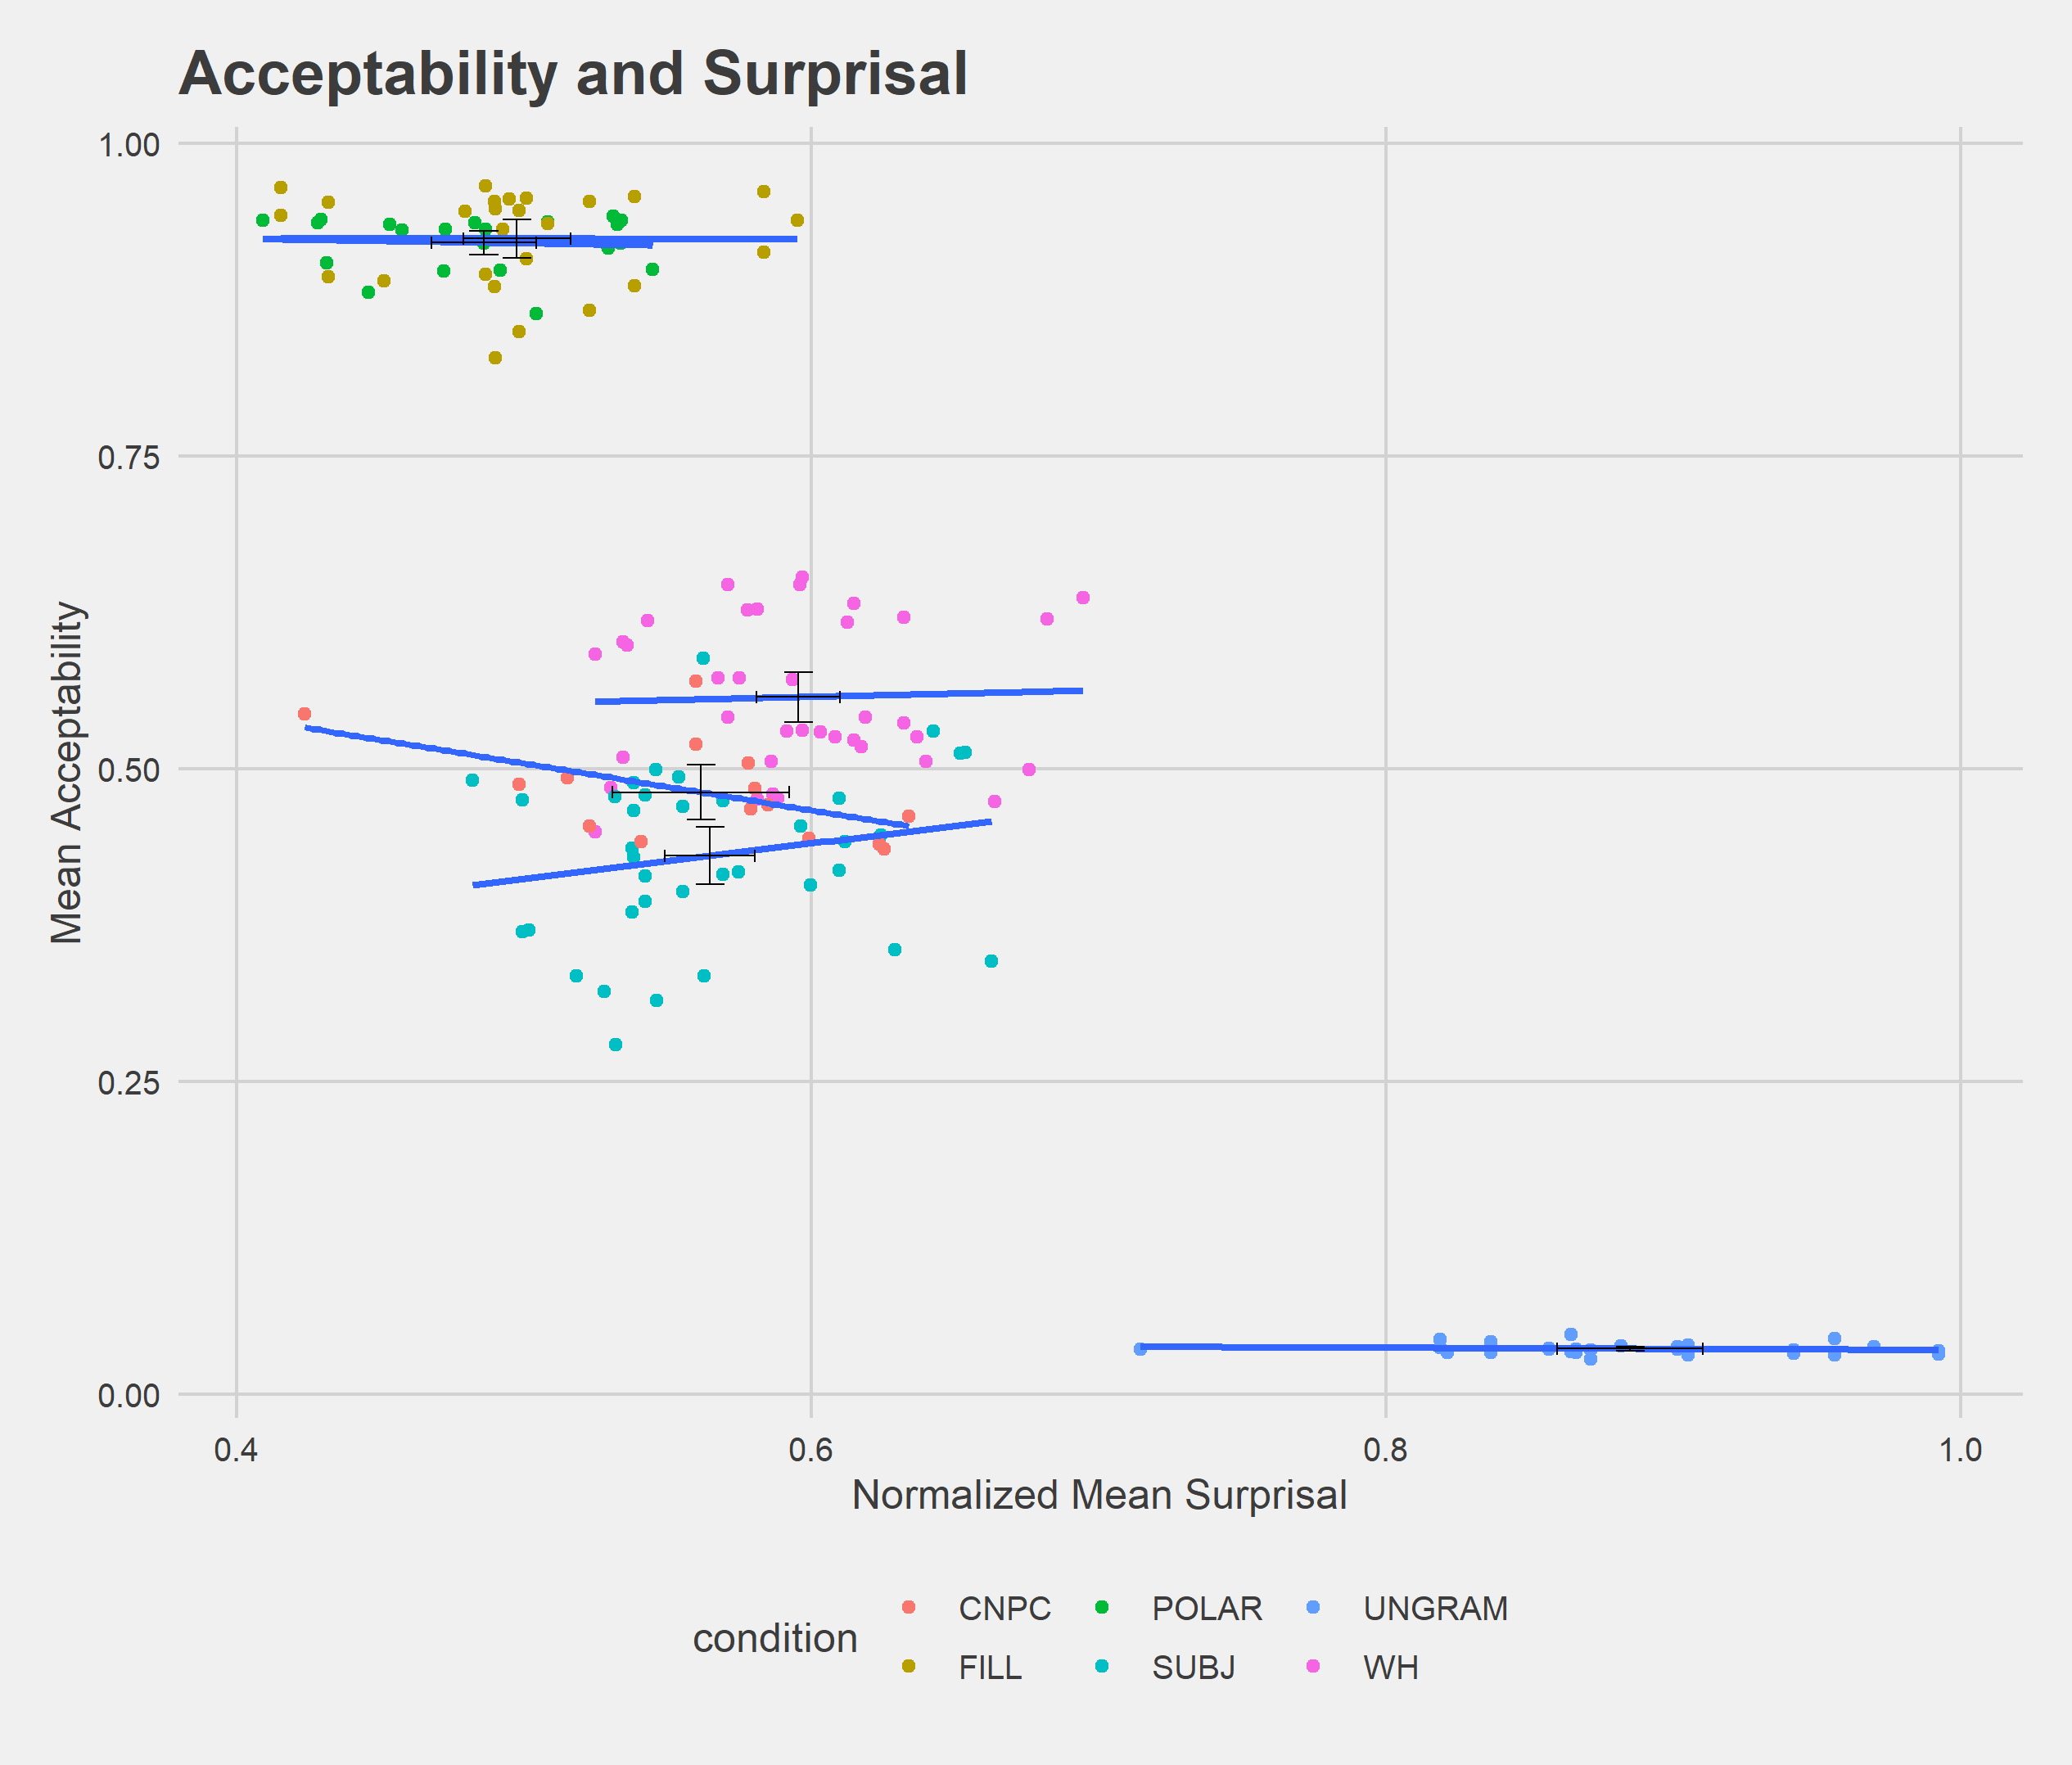 Acceptability and Surprisal
1.00
0.75
0.50
0.25
0.00
Mean Acceptability
0.4 0.6 0.8 1.0
Normalized Mean Surprisal
condition
CNPC POLAR UNGRAM
FILL SUBJ WH